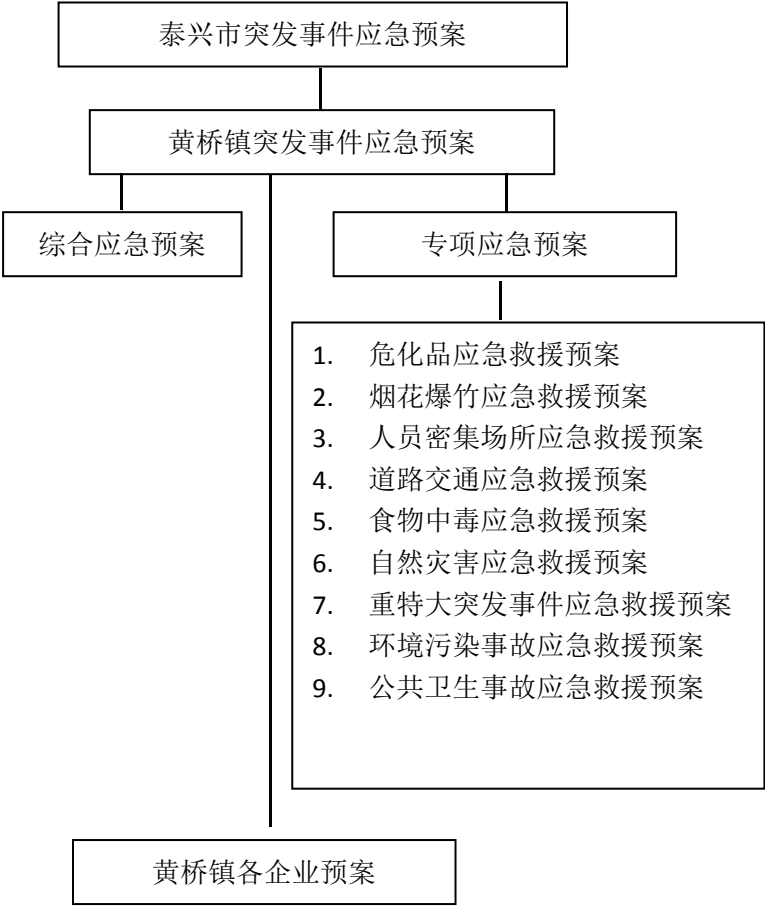 泰兴市突发事件应急预案
黄桥镇突发事件应急预案
综合应急预案
专项应急预案
1. 危化品应急救援预案
2. 烟花爆竹应急救援预案
3. 人员密集场所应急救援预案
4. 道路交通应急救援预案
5. 食物中毒应急救援预案
6. 自然灾害应急救援预案
7. 重特大突发事件应急救援预案
8. 环境污染事故应急救援预案
9. 公共卫生事故应急救援预案
黄桥镇各企业预案